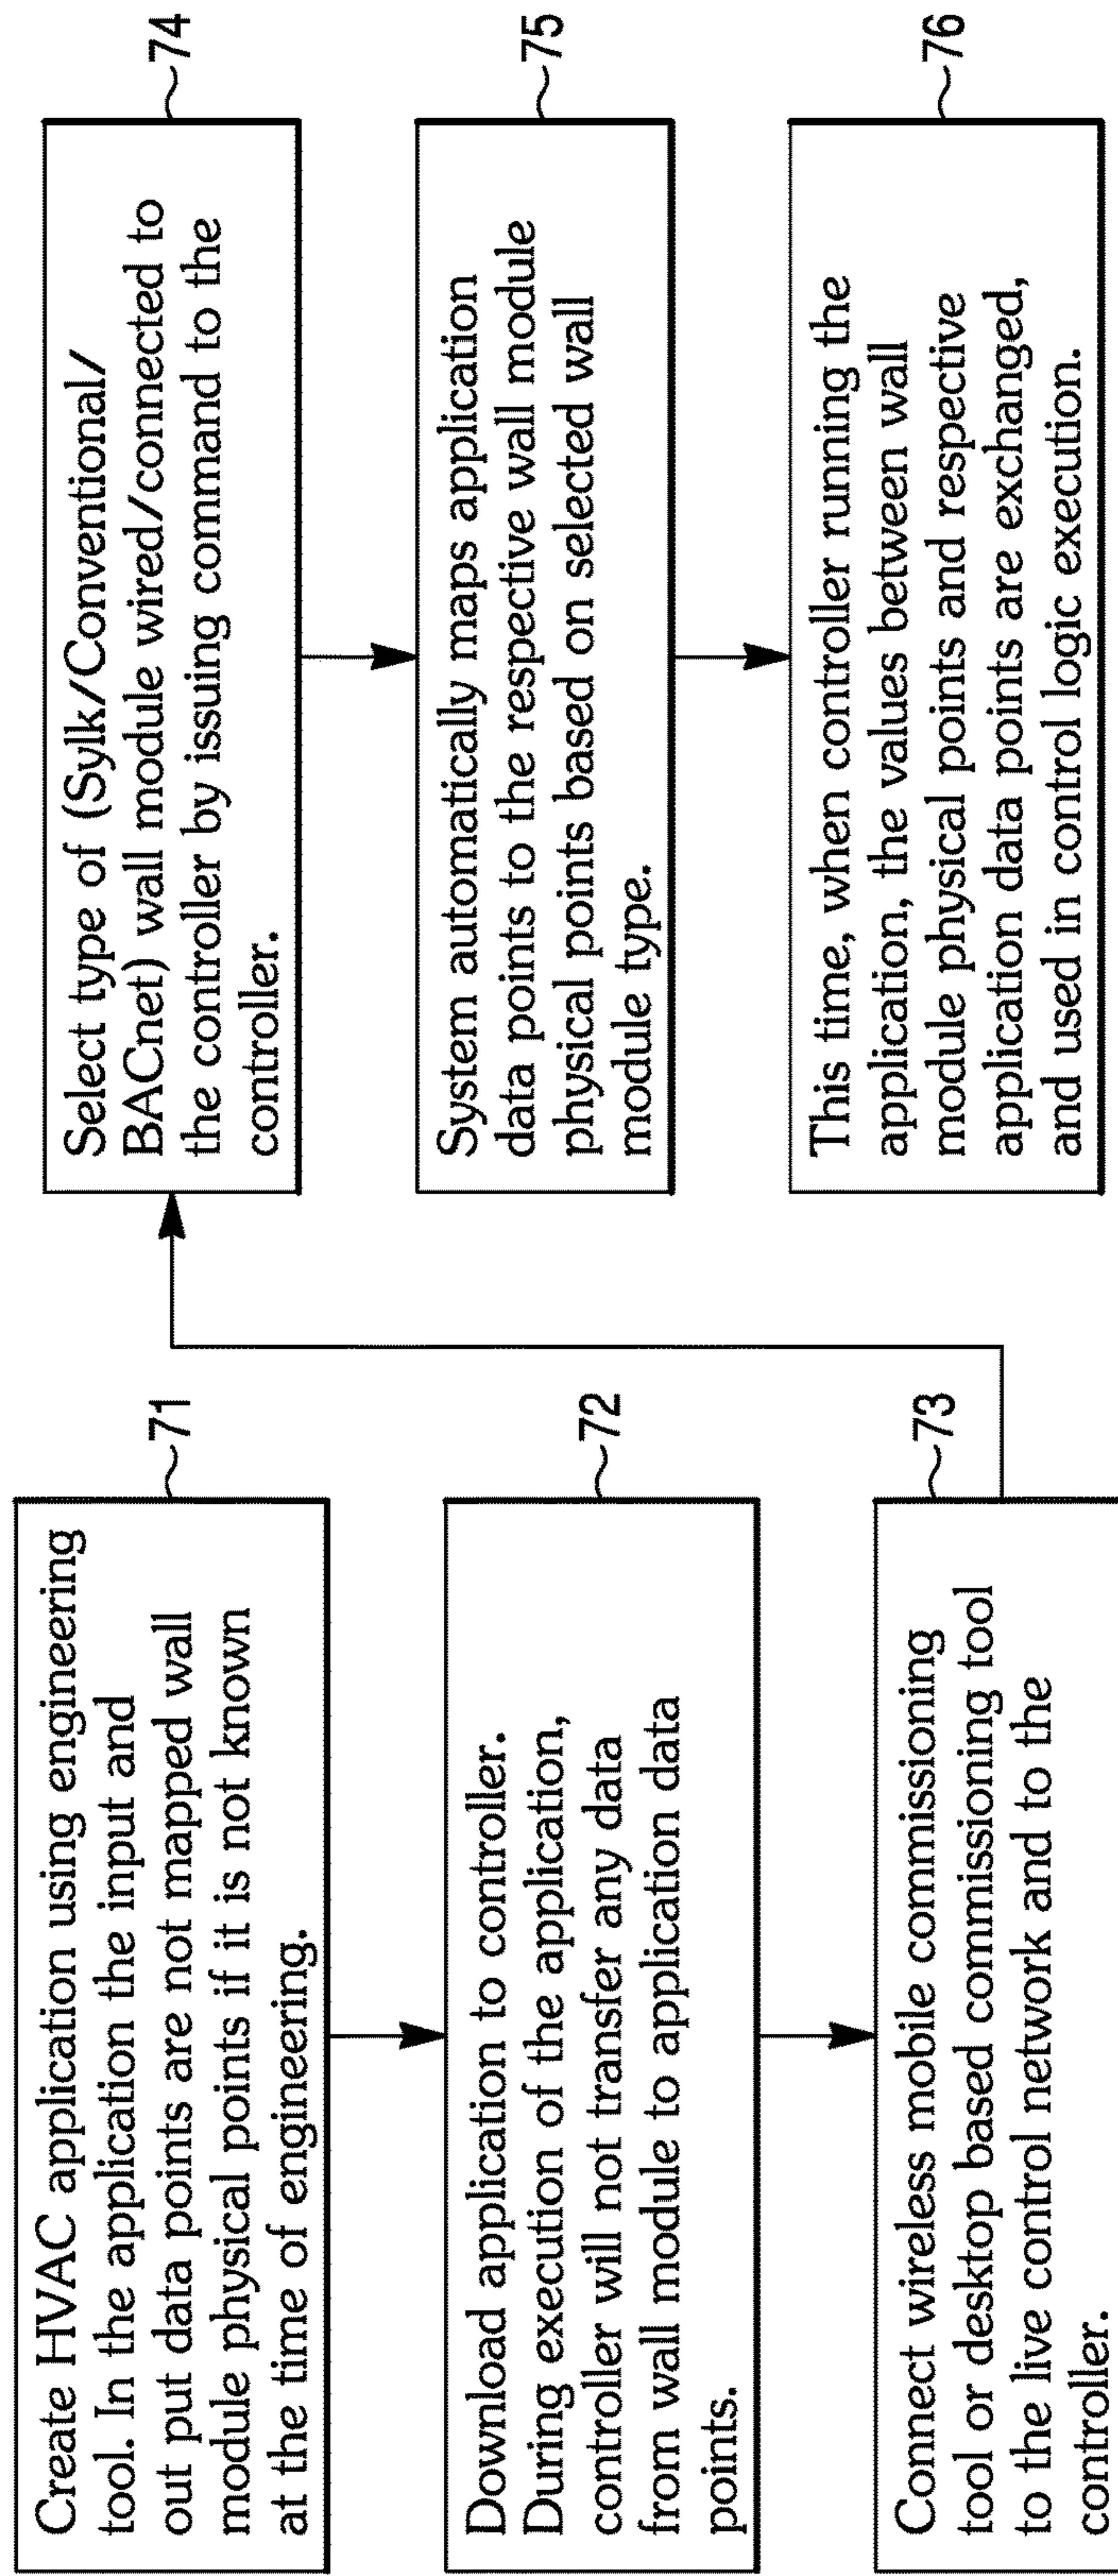 Create HVAC application using engineering
tool. In the application the input and
out put data points are not mapped wall
module physical points if it is not known
at the time of engineering.
71
Download application to controller.
During execution of the application,
controller will not transfer any data
from wall module to application data
points.
72
Connect wireless mobile commissioning
tool or desktop based commissioning tool
to the live control network and to the
controller.
73
Select type of (Sylk/Conventional/
BACnet) wall module wired/connected to
the controller by issuing command to the
controller.
74
System automatically maps application
data points to the respective wall module
physical points based on selected wall
module type.
75
This time, when controller running the
application, the values between wall
module physical points and respective
application data points are exchanged,
and used in control logic execution.
76